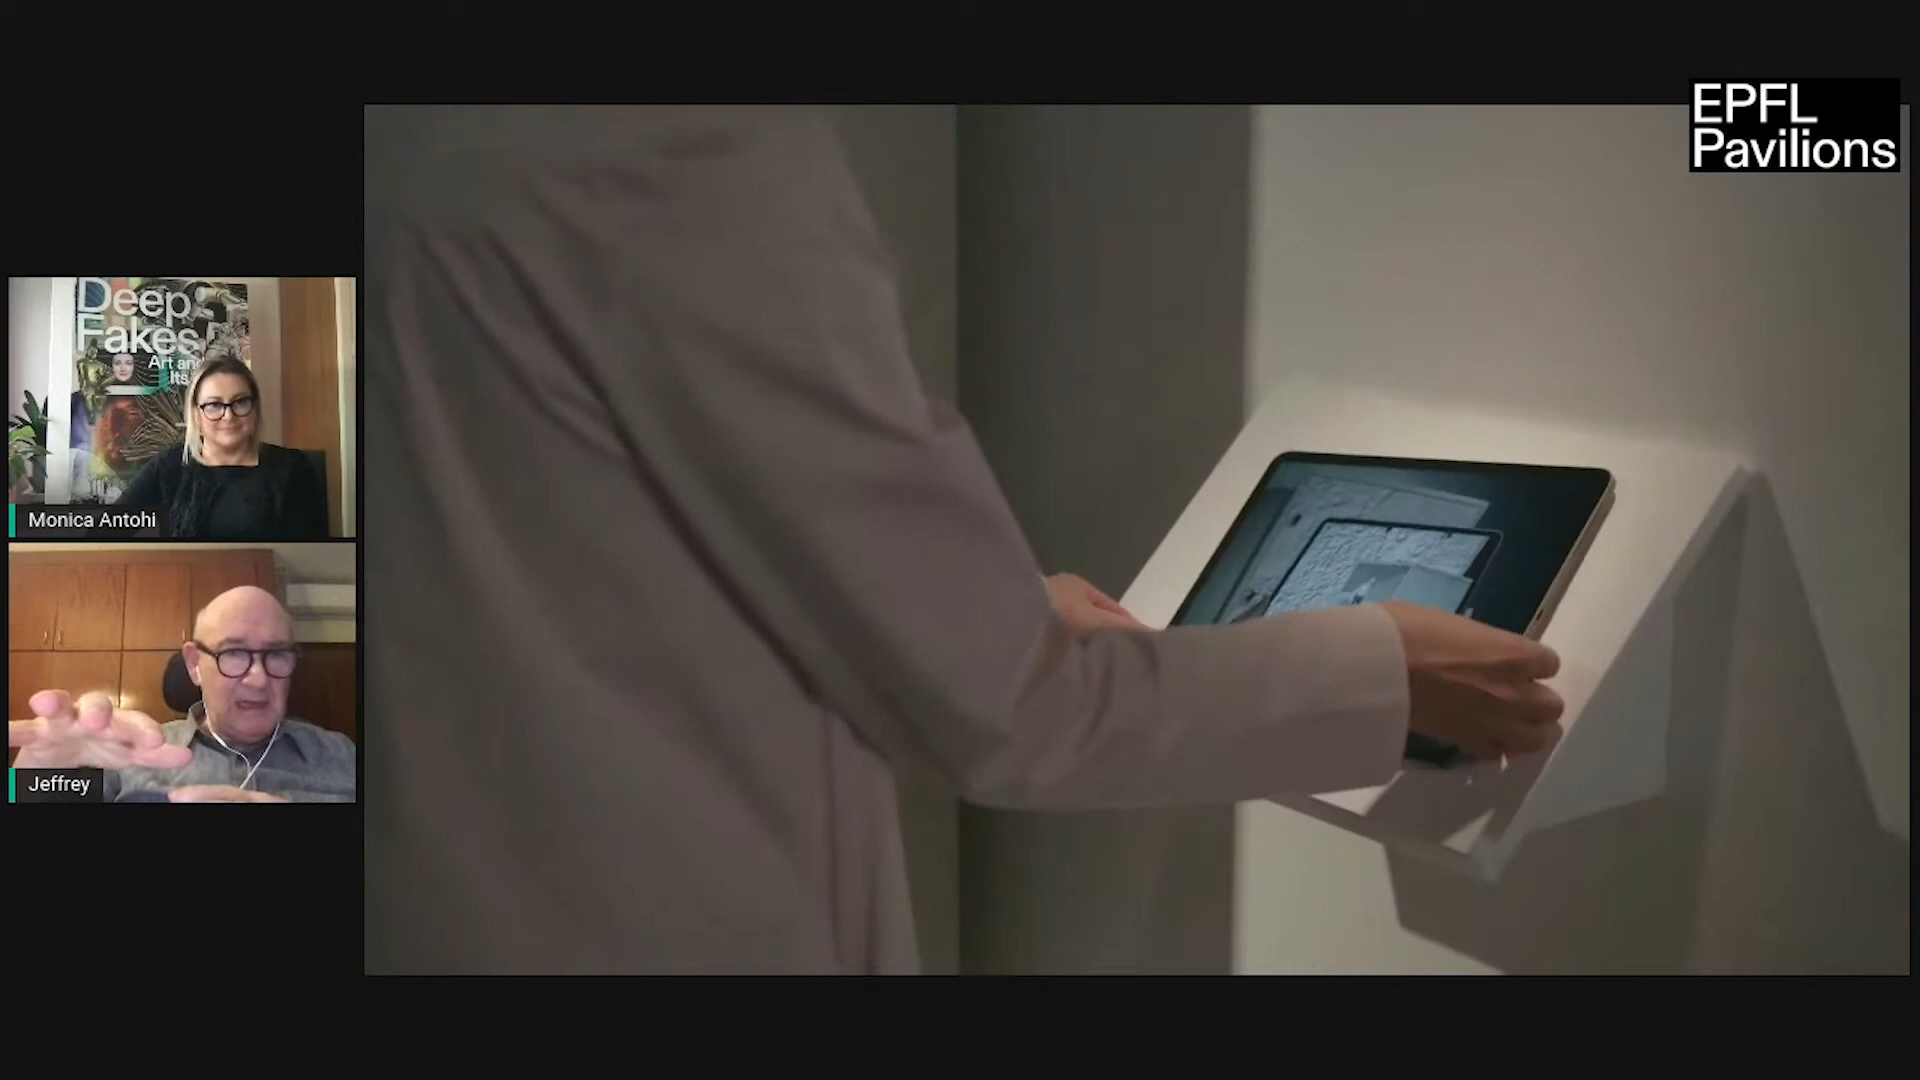 EPFL
Pavilions
Deep
Fakes
Art and
Its
Monica Antohi
Jeffrey